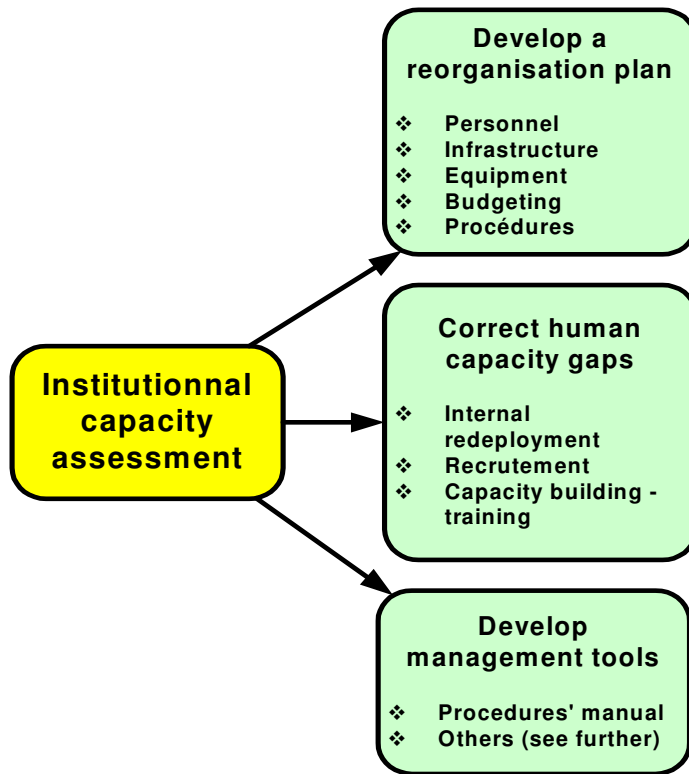 Develop a
reorganisation plan
❖ Personnel
❖ Infrastructure
❖ Equipment
❖ Budgeting
❖ Procédures
Institutionnal
capacity
assessment
Correct human
capacity gaps
❖ Internal
redeployment
❖ Recrutement
❖ Capacity building -
training
Develop
management tools
❖ Procedures' manual
❖ Others (see further)